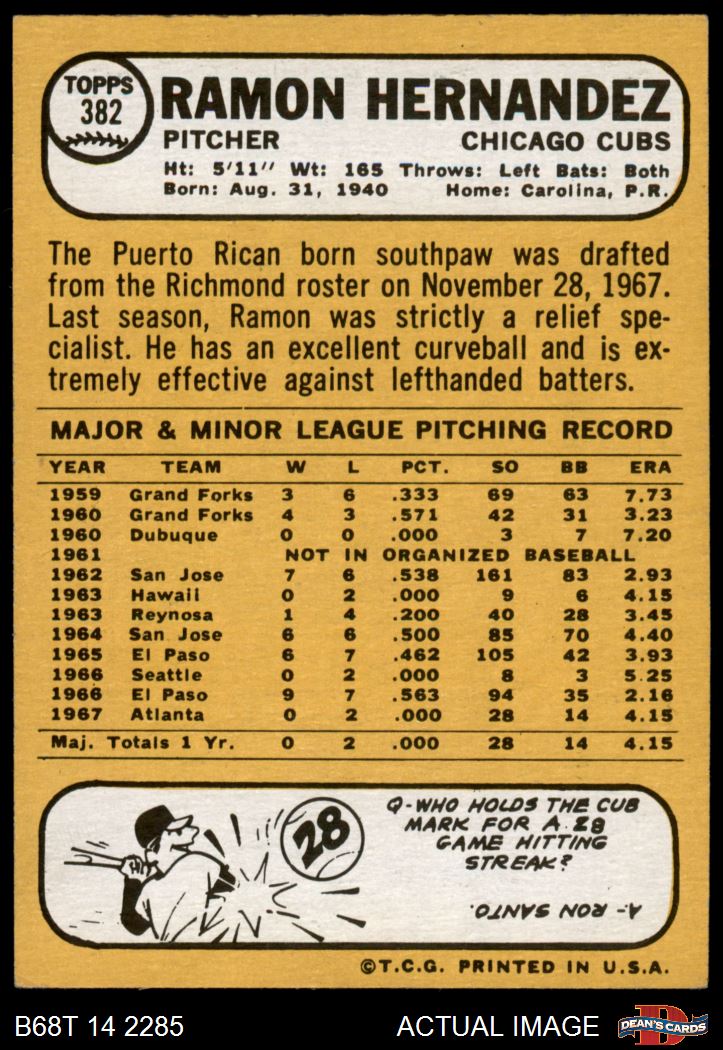 TOPPS
382
RAMON HERNANDEZ
PITCHER CHICAGO CUBS
Ht: 5'11" Wt: 165 Throws: Left Bats: Both
Born: Aug. 31, 1940 Home: Carolina, P.R.
The Puerto Rican born southpaw was drafted
from the Richmond roster on November 28, 1967.
Last season, Ramon was strictly a relief spe-
cialist. He has an excellent curveball and is ex-
tremely effective against lefthanded batters.
MAJOR & MINOR LEAGUE PITCHING RECORD
YEAR TEAM W L PCT. SO BB ERA
1959 Grand Forks 3 6 .333 69 63 7.73
1960 Grand Forks 4 3 .571 42 31 3.23
1960 Dubuque 0 0 .000 3 7 7.20
1961 NOT IN ORGANIZED BASEBALL
1962 San Jose 7 6 .538 161 83 2.93
1963 Hawaii 0 2 .000 9 6 4.15
1963 Reynosa 1 4 .200 40 28 3.45
1964 San Jose 6 6 .500 85 70 4.40
1965 El Paso 6 7 .462 105 42 3.93
1966 Seattle 0 2 .000 8 3 5.25
1966 El Paso 9 7 .563 94 35 2.16
1967 Atlanta 0 2 .000 28 14 4.15
Maj. Totals 1 Yr. 0 2 .000 28 14 4.15
HIT
28
Q-WHO HOLDS THE CUB
MARK FOR A 28
GAME HITTING
STREAK?
A- RON SANTO.
©T.C.G. PRINTED IN U.S.A.
B68T 14 2285 ACTUAL IMAGE
D
DEAN'S CARDS